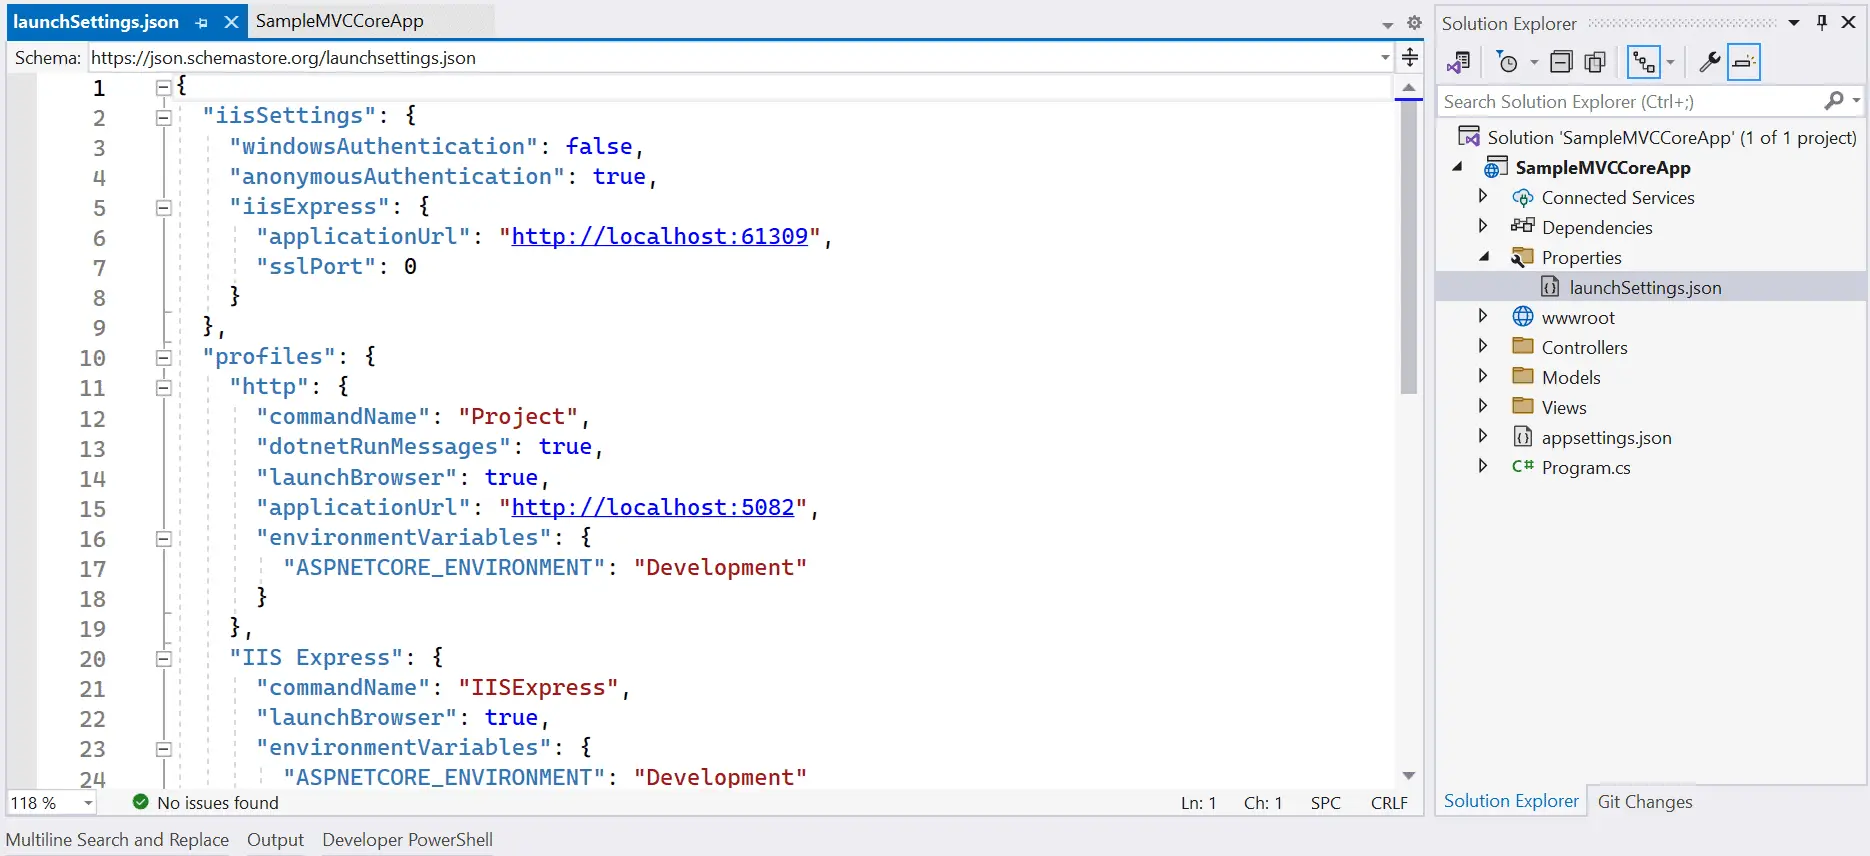 launchSettings.json
SampleMVCCoreApp
Schema: https://json.schemastore.org/launchsettings.json
1 {
2 "iisSettings": {
3 "windowsAuthentication": false,
4 "anonymousAuthentication": true,
5 "iisExpress": {
6 "applicationUrl": "http://localhost:61309",
7 "sslPort": 0
8 }
9 },
10 "profiles": {
11 "http": {
12 "commandName": "Project",
13 "dotnetRunMessages": true,
14 "launchBrowser": true,
15 "applicationUrl": "http://localhost:5082",
16 "environmentVariables": {
17 "ASPNETCORE_ENVIRONMENT": "Development"
18 }
19 },
20 "IIS Express": {
21 "commandName": "IISExpress",
22 "launchBrowser": true,
23 "environmentVariables": {
24 "ASPNETCORE_ENVIRONMENT": "Development"
118 %
No issues found
Ln: 1
Ch: 1
SPC
CRLF
Multiline Search and Replace
Output
Developer PowerShell
Solution Explorer
Search Solution Explorer (Ctrl+;)
Solution 'SampleMVCCoreApp' (1 of 1 project)
SampleMVCCoreApp
Connected Services
Dependencies
Properties
launchSettings.json
wwwroot
Controllers
Models
Views
appsettings.json
C# Program.cs
Solution Explorer
Git Changes